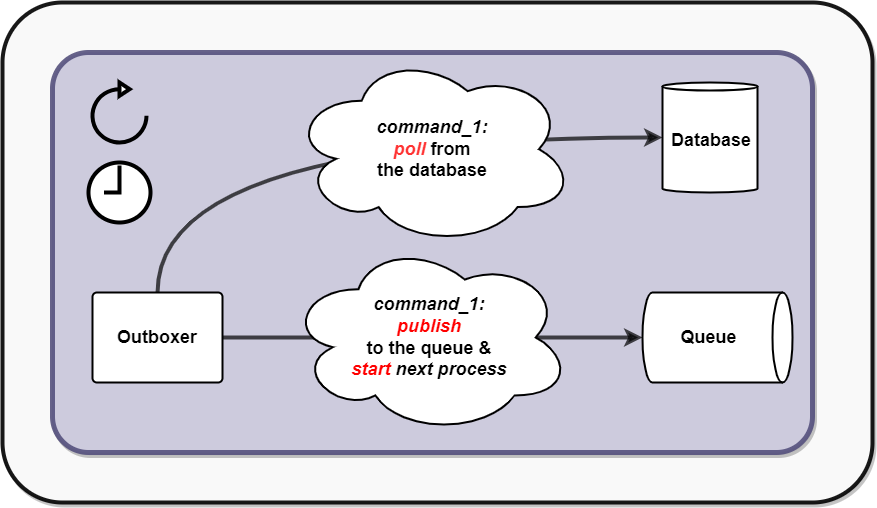 command_1:
poll from
the database
Database
Outboxer
command_1:
publish
to the queue &
start next process
Queue